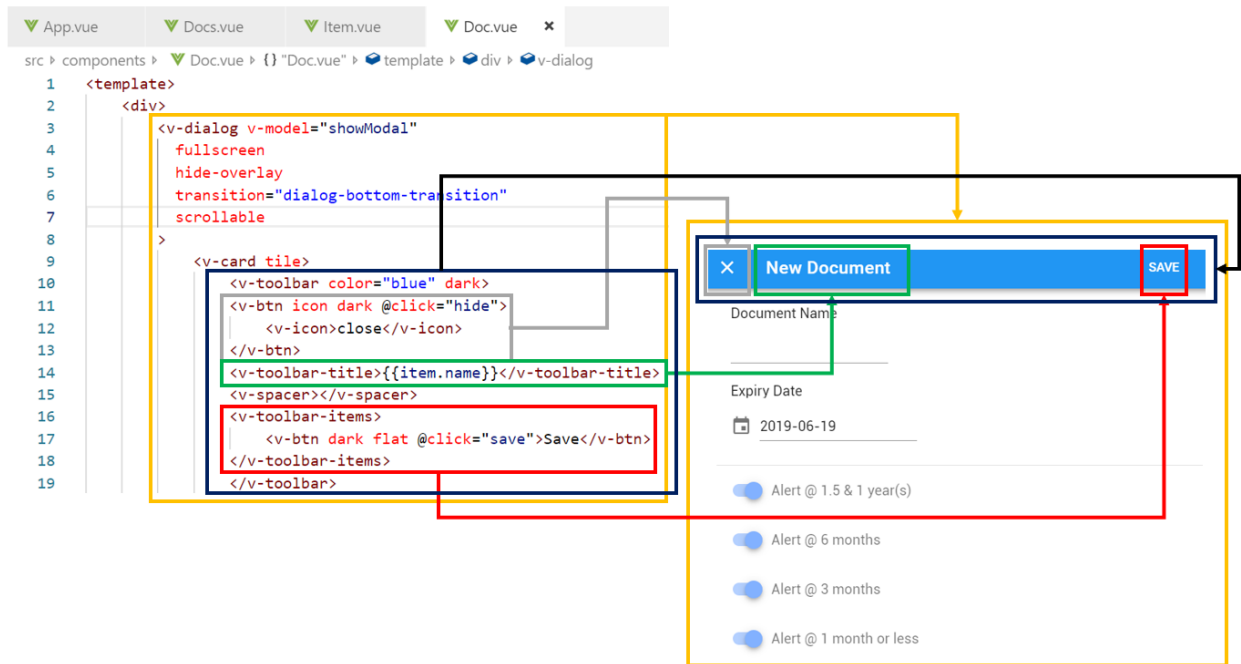 App.vue Docs.vue Item.vue Doc.vue ×
src components Doc.vue {} "Doc.vue" template div v-dialog
1 <template>
2 <div>
3 <v-dialog v-model="showModal"
4 fullscreen
5 hide-overlay
6 transition="dialog-bottom-transition"
7 scrollable
8 >
9 <v-card tile>
10 <v-toolbar color="blue" dark>
11 <v-btn icon dark @click="hide">
12 <v-icon>close</v-icon>
13 </v-btn>
14 <v-toolbar-title>{{item.name}}</v-toolbar-title>
15 <v-spacer></v-spacer>
16 <v-toolbar-items>
17 <v-btn dark flat @click="save">Save</v-btn>
18 </v-toolbar-items>
19 </v-toolbar>
New Document SAVE
Document Name
Expiry Date
2019-06-19
Alert @ 1.5 & 1 year(s)
Alert @ 6 months
Alert @ 3 months
Alert @ 1 month or less